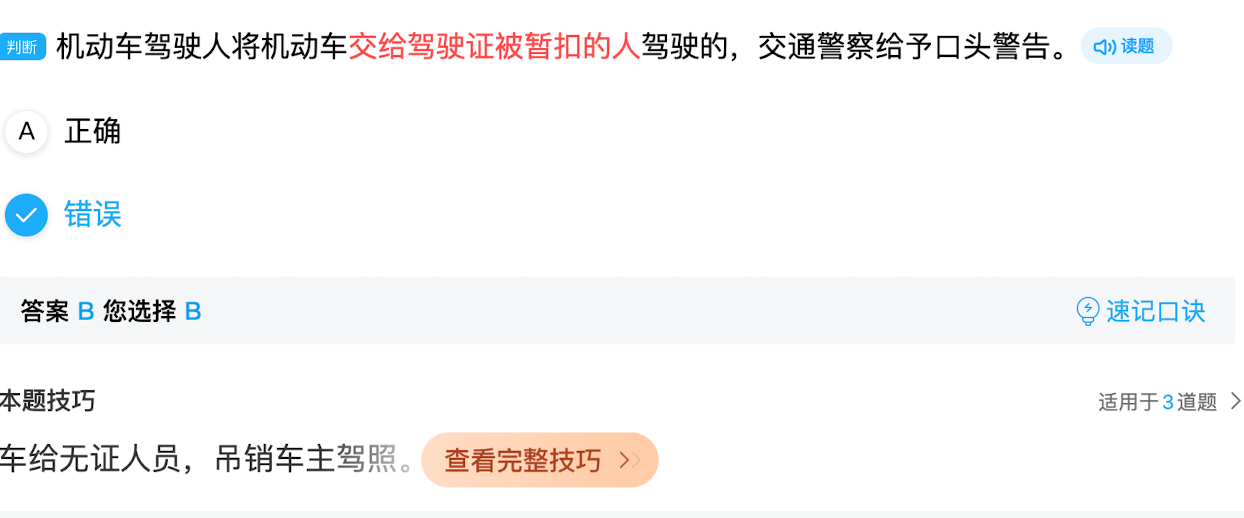 判断 机动车驾驶人将机动车交给驾驶证被暂扣的人驾驶的，交通警察给予口头警告。 读题
A 正确
错误
答案 B 您选择 B 速记口诀
本题技巧 适用于3道题
车给无证人员，吊销车主驾照。 查看完整技巧